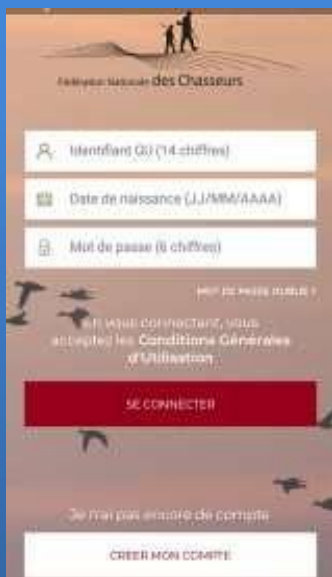 Fédération Nationale des Chasseurs
Identifiant GU (14 chiffres)
Date de naissance (JJ/MM/AAAA)
Mot de passe (6 chiffres)
MOT DE PASSE OUBLIÉ ?
En vous connectant, vous
acceptez les Conditions Générales
d'Utilisation
SE CONNECTER
Je n'ai pas encore de compte
CRÉER MON COMPTE